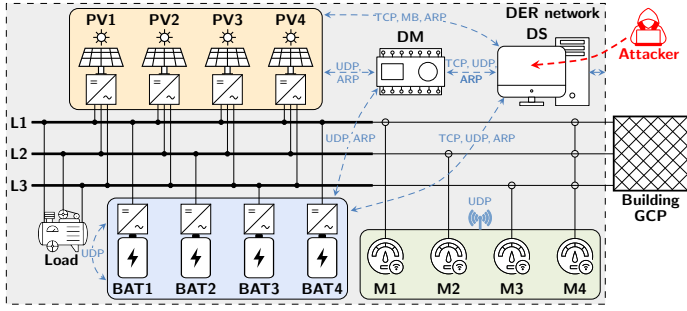 PV1 PV2 PV3 PV4
TCP, MB, ARP
DER network
DM
DS
Attacker
UDP,
ARP
TCP, UDP,
ARP
L1
L2
L3
UDP, ARP
TCP, UDP, ARP
Building
GCP
Load
UDP
UDP
BAT1 BAT2 BAT3 BAT4
M1 M2 M3 M4